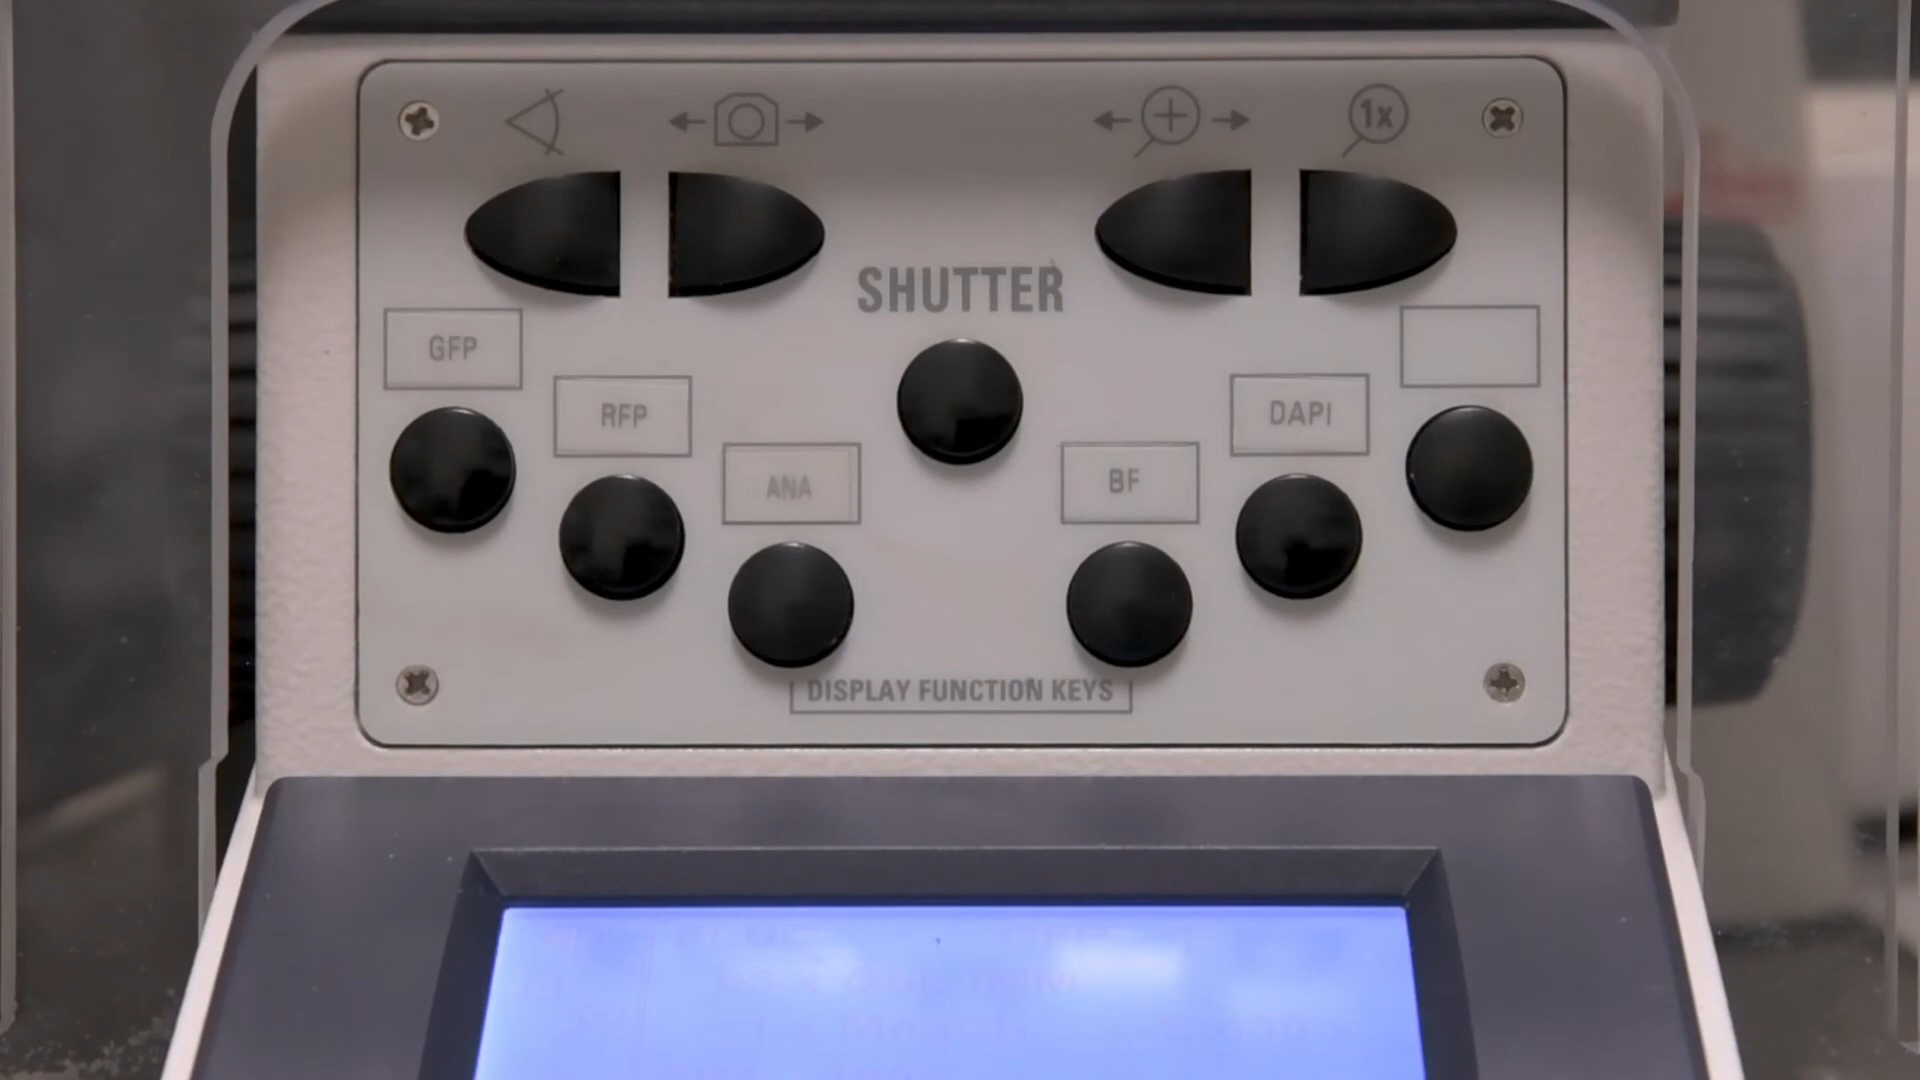 1x
SHUTTER
GFP
RFP
DAPI
ANA
BF
DISPLAY FUNCTION KEYS